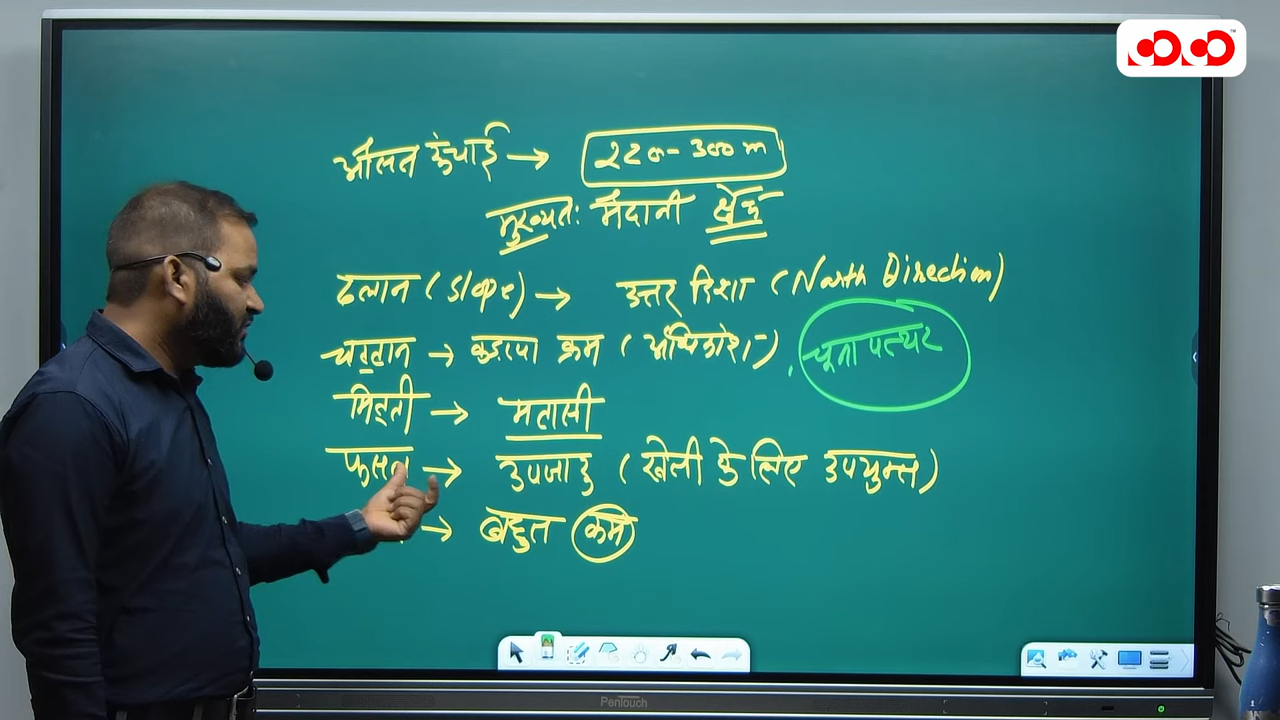 औसत ऊंचाई → 220-300 m
मुख्यतः मैदानी क्षेत्र
ढलान (Slope) → उत्तर दिशा (North Direction)
चट्टान → कड़प्पा क्रम (अधिकांश), चूना पत्थर
मिट्टी → मटासी
फसल → उपजाऊ (खेती के लिए उपयुक्त)
→ बहुत कम
Pentouch